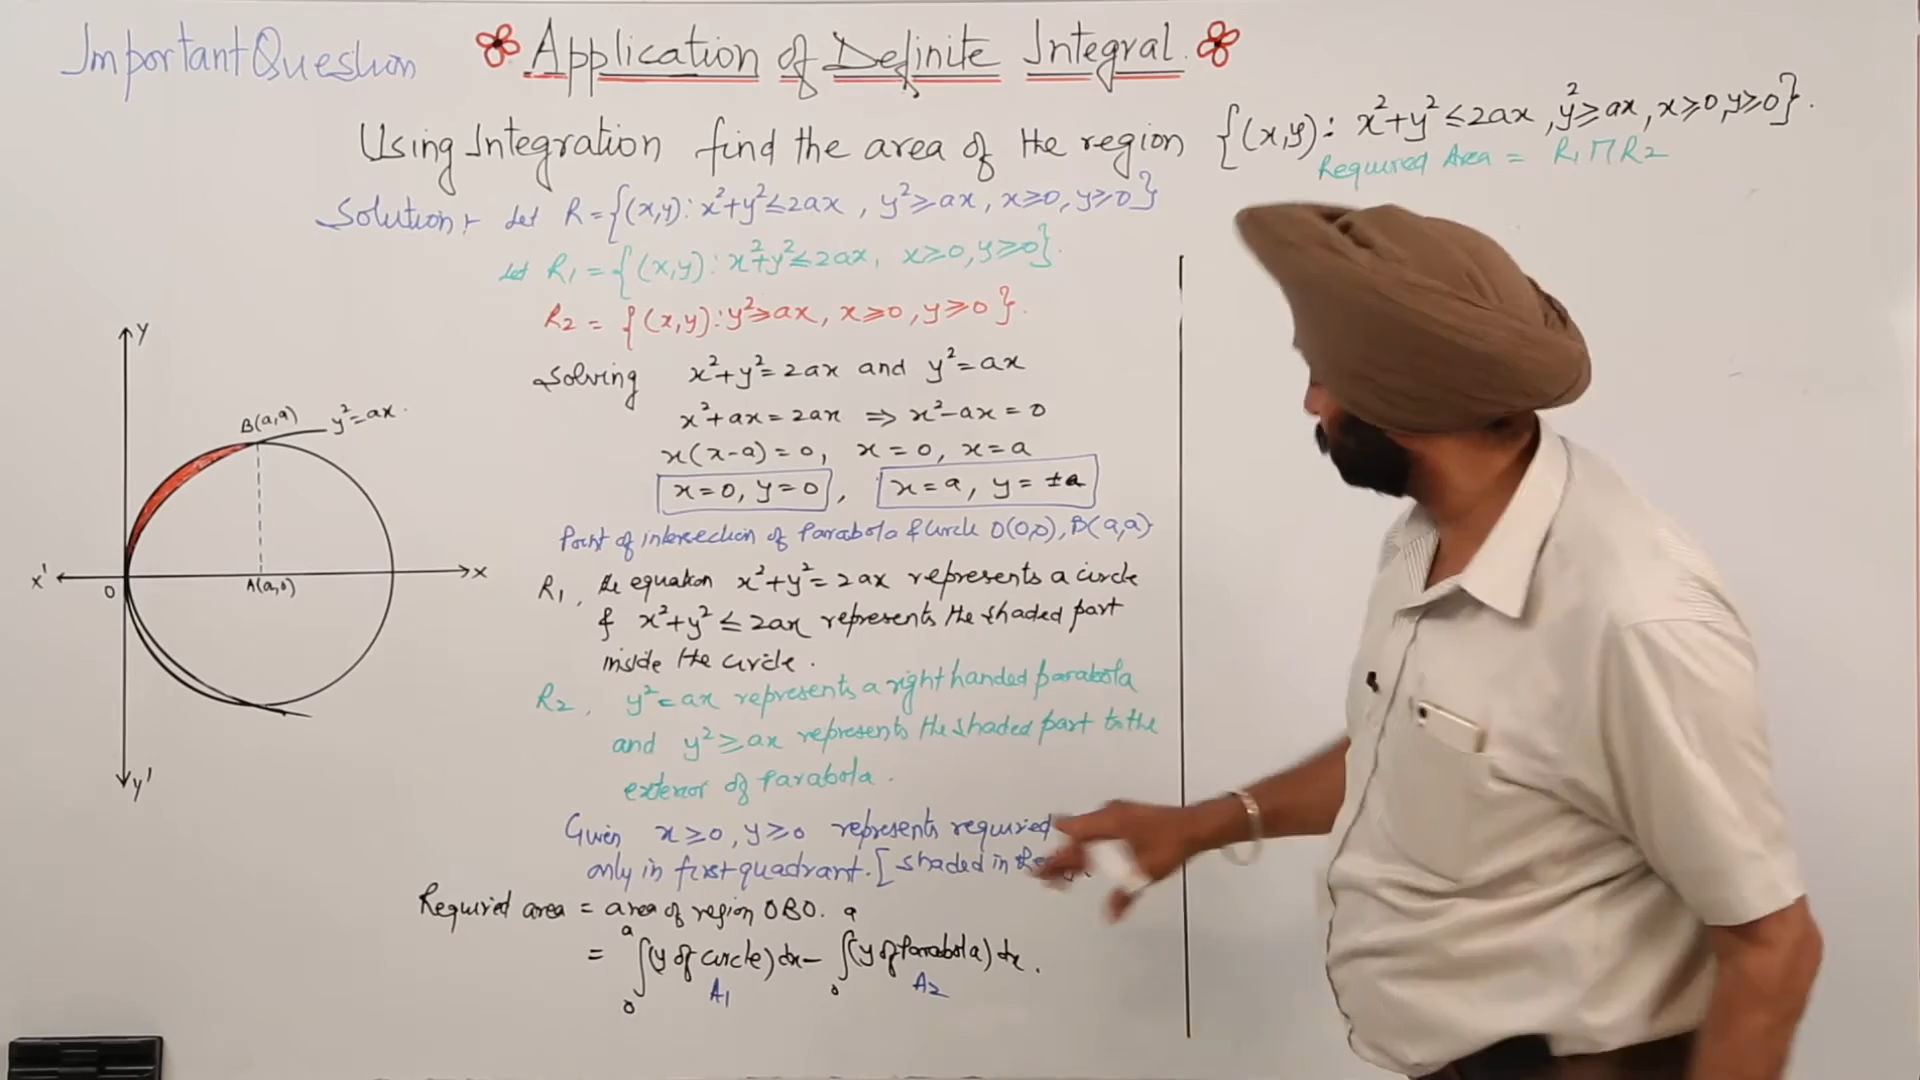 Important Question
Application of Definite Integral.
Using Integration find the area of the region {(x,y): x²+y²≤2ax, y²≥ax, x≥0,y≥0}.
Required Area = R₁∩R₂
Solution:- Let R={(x,y): x²+y²≤2ax, y²≥ax, x≥0, y≥0}
Let R₁={(x,y): x²+y²≤2ax, x≥0,y≥0}.
R₂ = {(x,y): y²≥ax, x≥0, y≥0}.
Solving x²+y²=2ax and y²=ax
x²+ax=2ax ⇒ x²-ax=0
x(x-a)=0, x=0, x=a
x=0, y=0, x=a, y=±a
Point of intersection of Parabola & Circle O(0,0), B(a,a)
R₁, the equation x²+y²=2ax represents a circle
& x²+y²≤2ax represents the shaded part
inside the circle.
R₂, y²=ax represents a right handed parabola
and y²≥ax represents the shaded part to the
exterior of Parabola.
Given x≥0, y≥0 represents required
only in first quadrant. [shaded in
Required area = area of region OBO.
= ∫₀ᵃ(y of circle)dx - ∫₀ᵃ(y of Parabola)dx.
A₁ A₂
y
B(a,a) y²=ax.
x' O A(a,0) x
y'